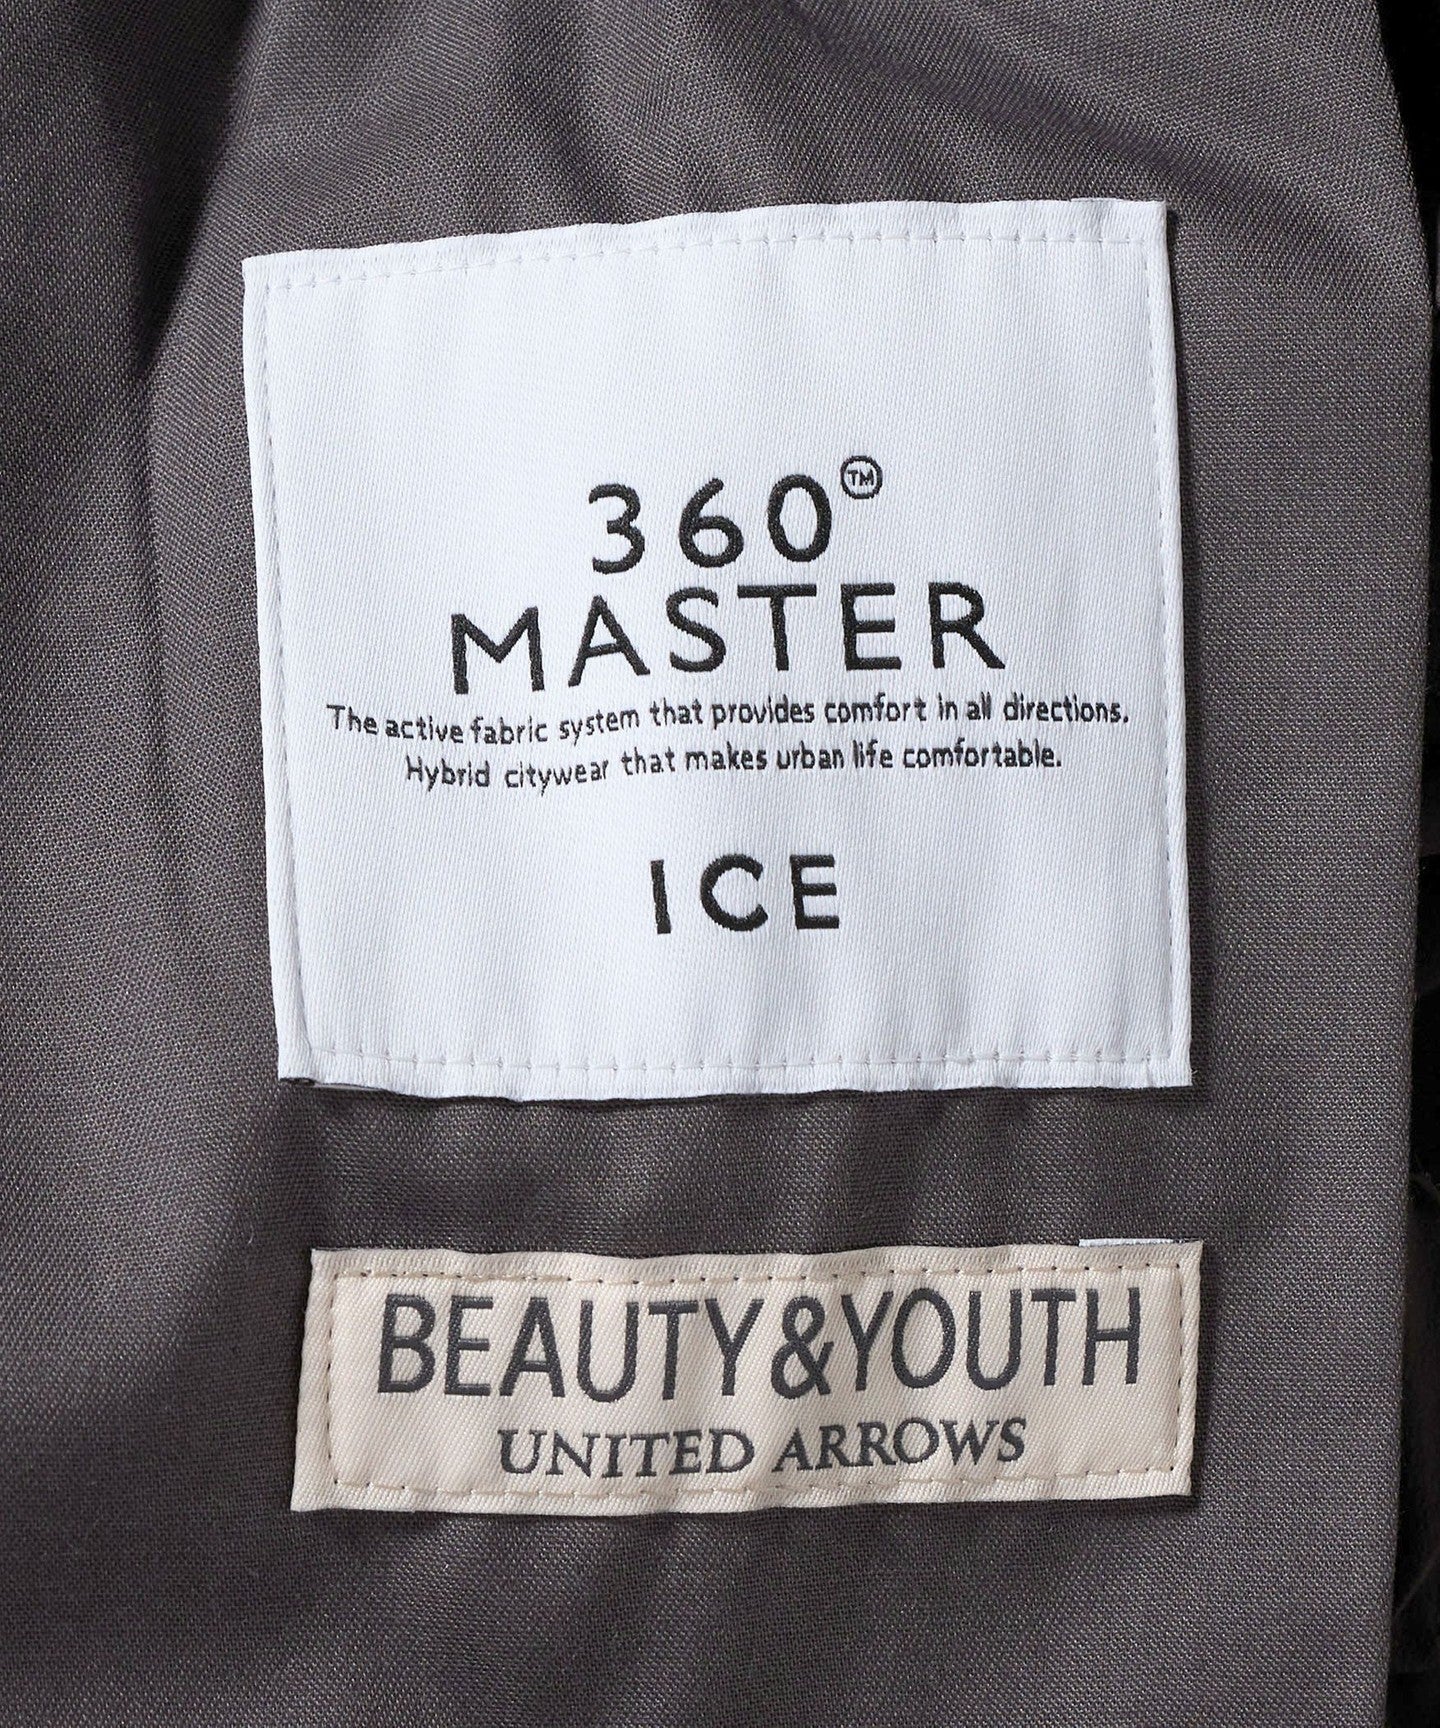 360™
MASTER
The active fabric system that provides comfort in all directions.
Hybrid citywear that makes urban life comfortable.
ICE
BEAUTY&YOUTH
UNITED ARROWS